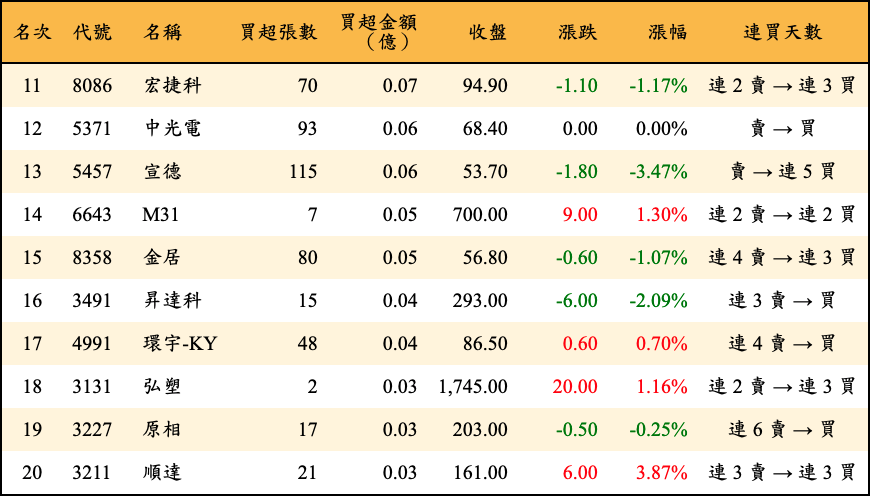 名次 代號 名稱 買超張數 買超金額（億） 收盤 漲跌 漲幅 連買天數
11 8086 宏捷科 70 0.07 94.90 -1.10 -1.17% 連 2 賣 → 連 3 買
12 5371 中光電 93 0.06 68.40 0.00 0.00% 賣 → 買
13 5457 宣德 115 0.06 53.70 -1.80 -3.47% 賣 → 連 5 買
14 6643 M31 7 0.05 700.00 9.00 1.30% 連 2 賣 → 連 2 買
15 8358 金居 80 0.05 56.80 -0.60 -1.07% 連 4 賣 → 連 3 買
16 3491 昇達科 15 0.04 293.00 -6.00 -2.09% 連 3 賣 → 買
17 4991 環宇-KY 48 0.04 86.50 0.60 0.70% 連 4 賣 → 買
18 3131 弘塑 2 0.03 1,745.00 20.00 1.16% 連 2 賣 → 連 3 買
19 3227 原相 17 0.03 203.00 -0.50 -0.25% 連 6 賣 → 買
20 3211 順達 21 0.03 161.00 6.00 3.87% 連 3 賣 → 連 3 買